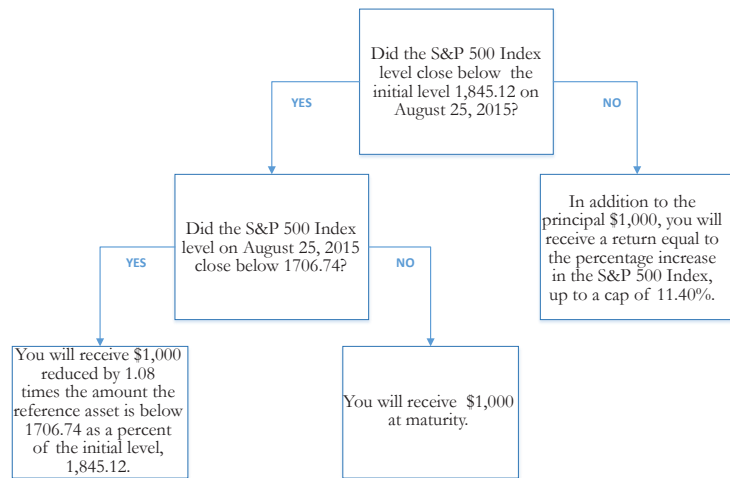 Did the S&P 500 Index
level close below the
initial level 1,845.12 on
August 25, 2015?
YES
NO
Did the S&P 500 Index
level on August 25, 2015
close below 1706.74?
In addition to the
principal $1,000, you will
receive a return equal to
the percentage increase
in the S&P 500 Index,
up to a cap of 11.40%.
YES
NO
You will receive $1,000
reduced by 1.08
times the amount the
reference asset is below
1706.74 as a percent
of the initial level,
1,845.12.
You will receive $1,000
at maturity.